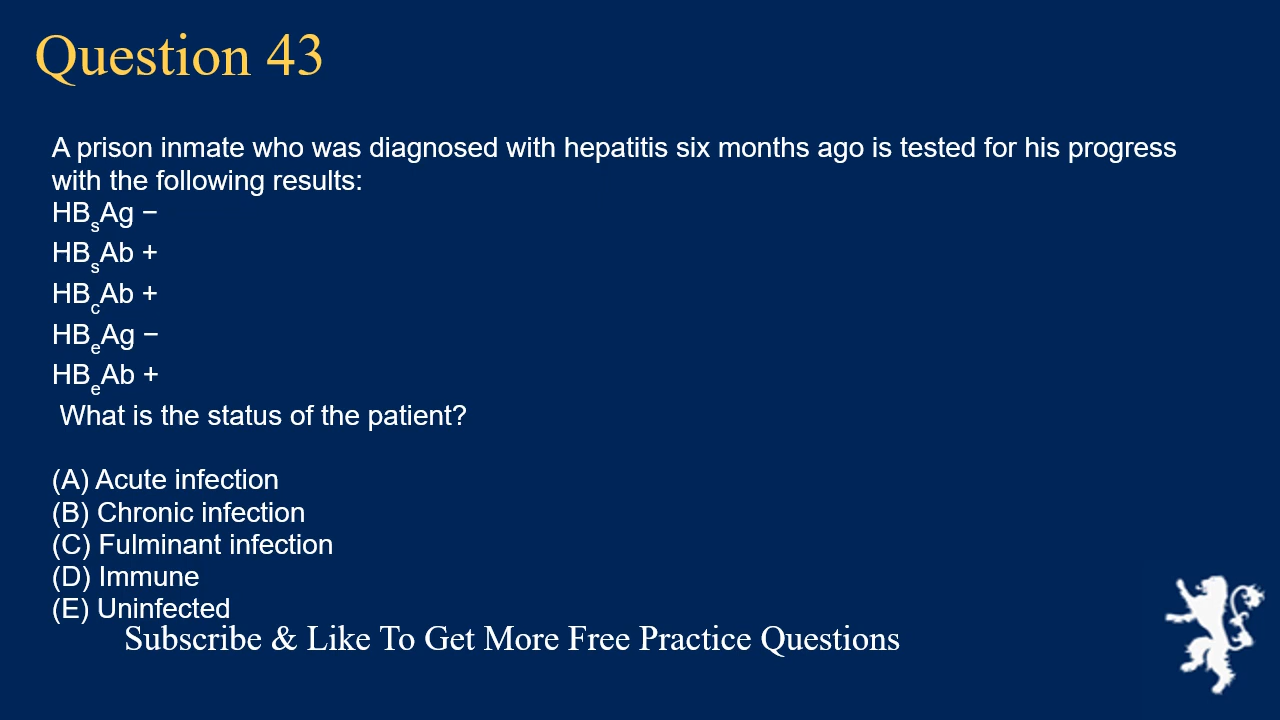 Question 43
A prison inmate who was diagnosed with hepatitis six months ago is tested for his progress
with the following results:
HBsAg −
HBsAb +
HBcAb +
HBeAg −
HBeAb +
What is the status of the patient?
(A) Acute infection
(B) Chronic infection
(C) Fulminant infection
(D) Immune
(E) Uninfected
Subscribe & Like To Get More Free Practice Questions